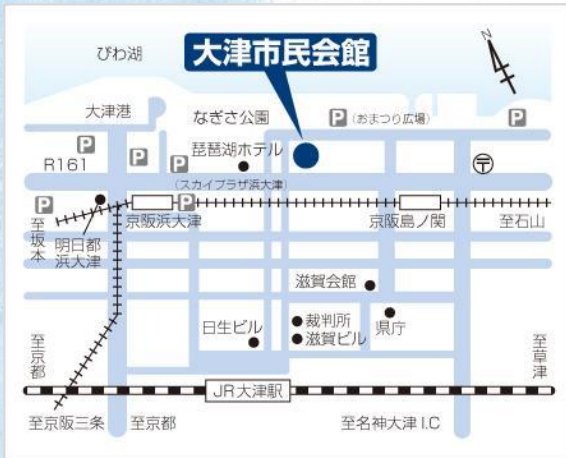 びわ湖
大津市民会館
N
大津港
なぎさ公園
P
P (おまつり広場)
P
P
P
琵琶湖ホテル
〒
R161
P
(スカイプラザ浜大津)
P
京阪浜大津
P
京阪島ノ関
至石山
至坂本
明日都
浜大津
滋賀会館
日生ビル
裁判所
滋賀ビル
県庁
至京都
至草津
JR大津駅
至京阪三条
至京都
至名神大津 I.C